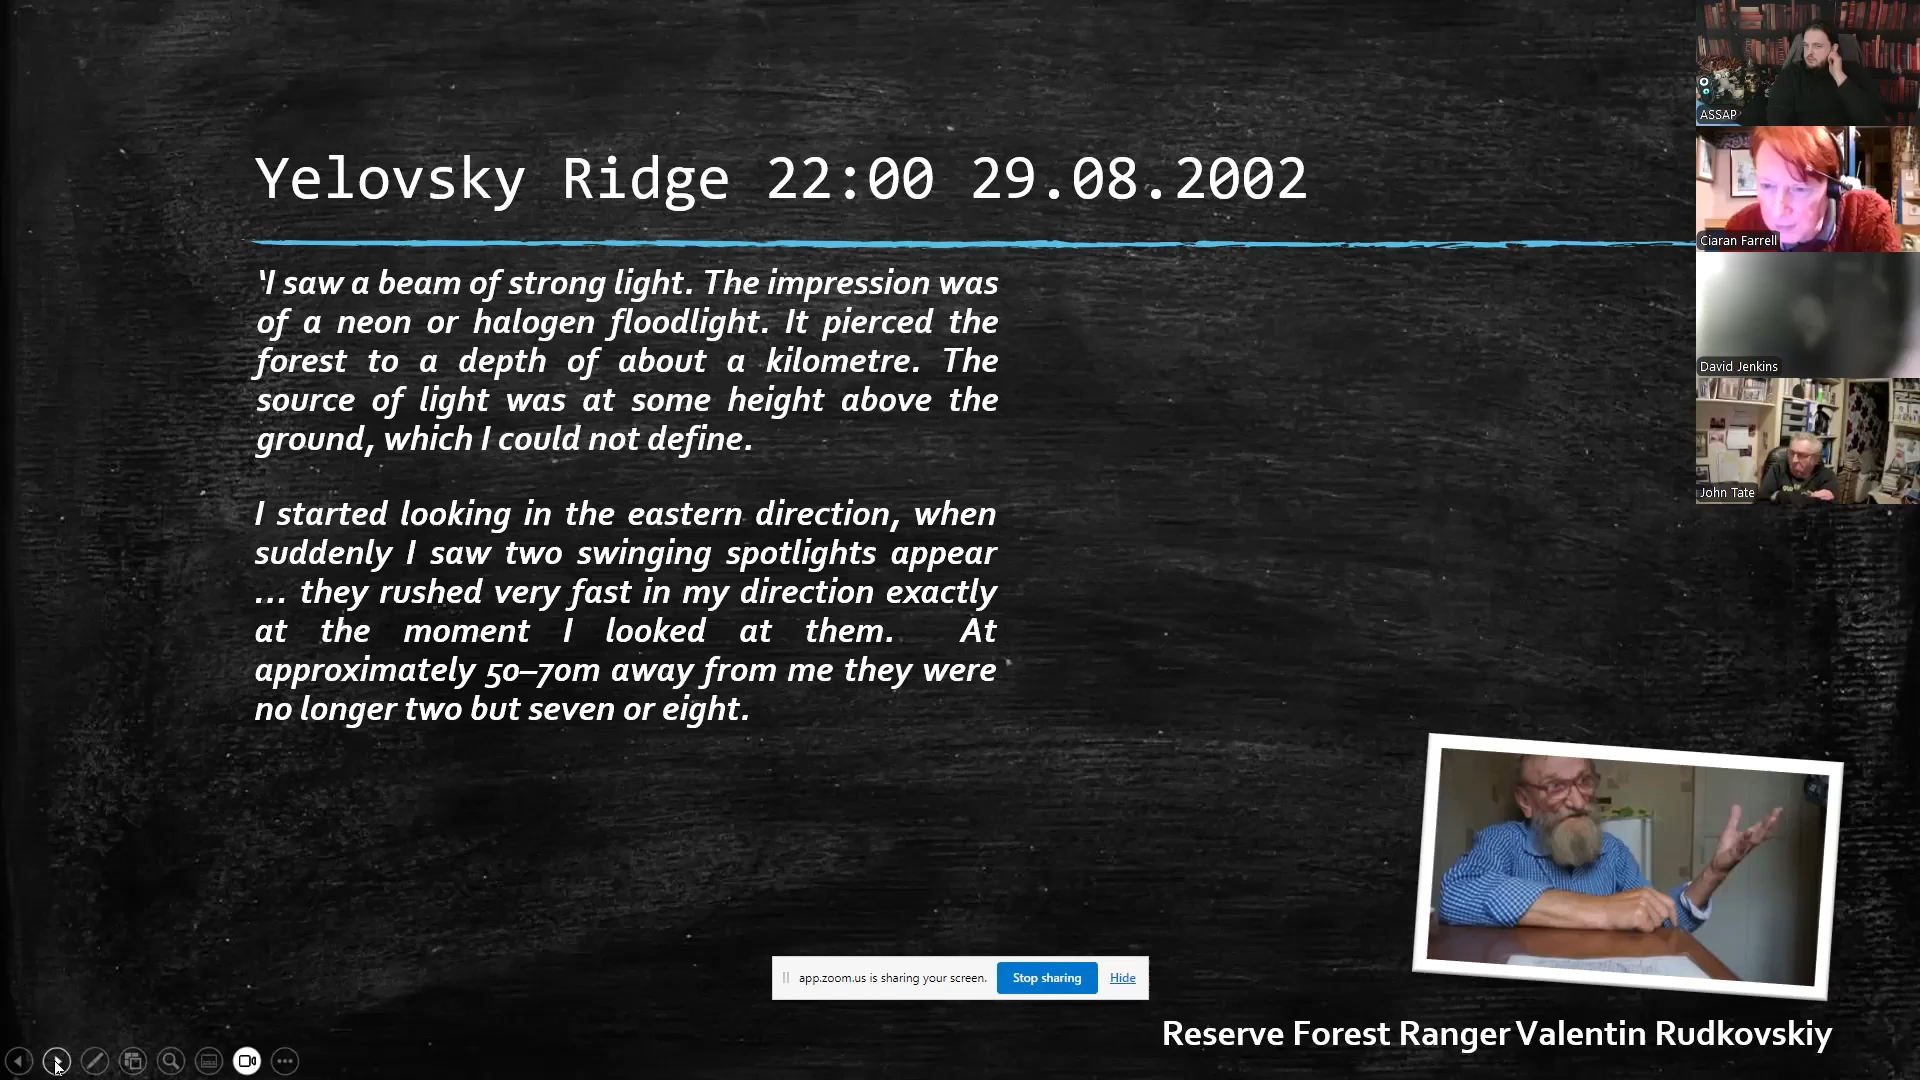 Yelovsky Ridge 22:00 29.08.2002
‘I saw a beam of strong light. The impression was
of a neon or halogen floodlight. It pierced the
forest to a depth of about a kilometre. The
source of light was at some height above the
ground, which I could not define.
I started looking in the eastern direction, when
suddenly I saw two swinging spotlights appear
... they rushed very fast in my direction exactly
at the moment I looked at them. At
approximately 50–70m away from me they were
no longer two but seven or eight.
ASSAP
Ciaran Farrell
David Jenkins
John Tate
app.zoom.us is sharing your screen.
Stop sharing
Hide
Reserve Forest Ranger Valentin Rudkovskiy